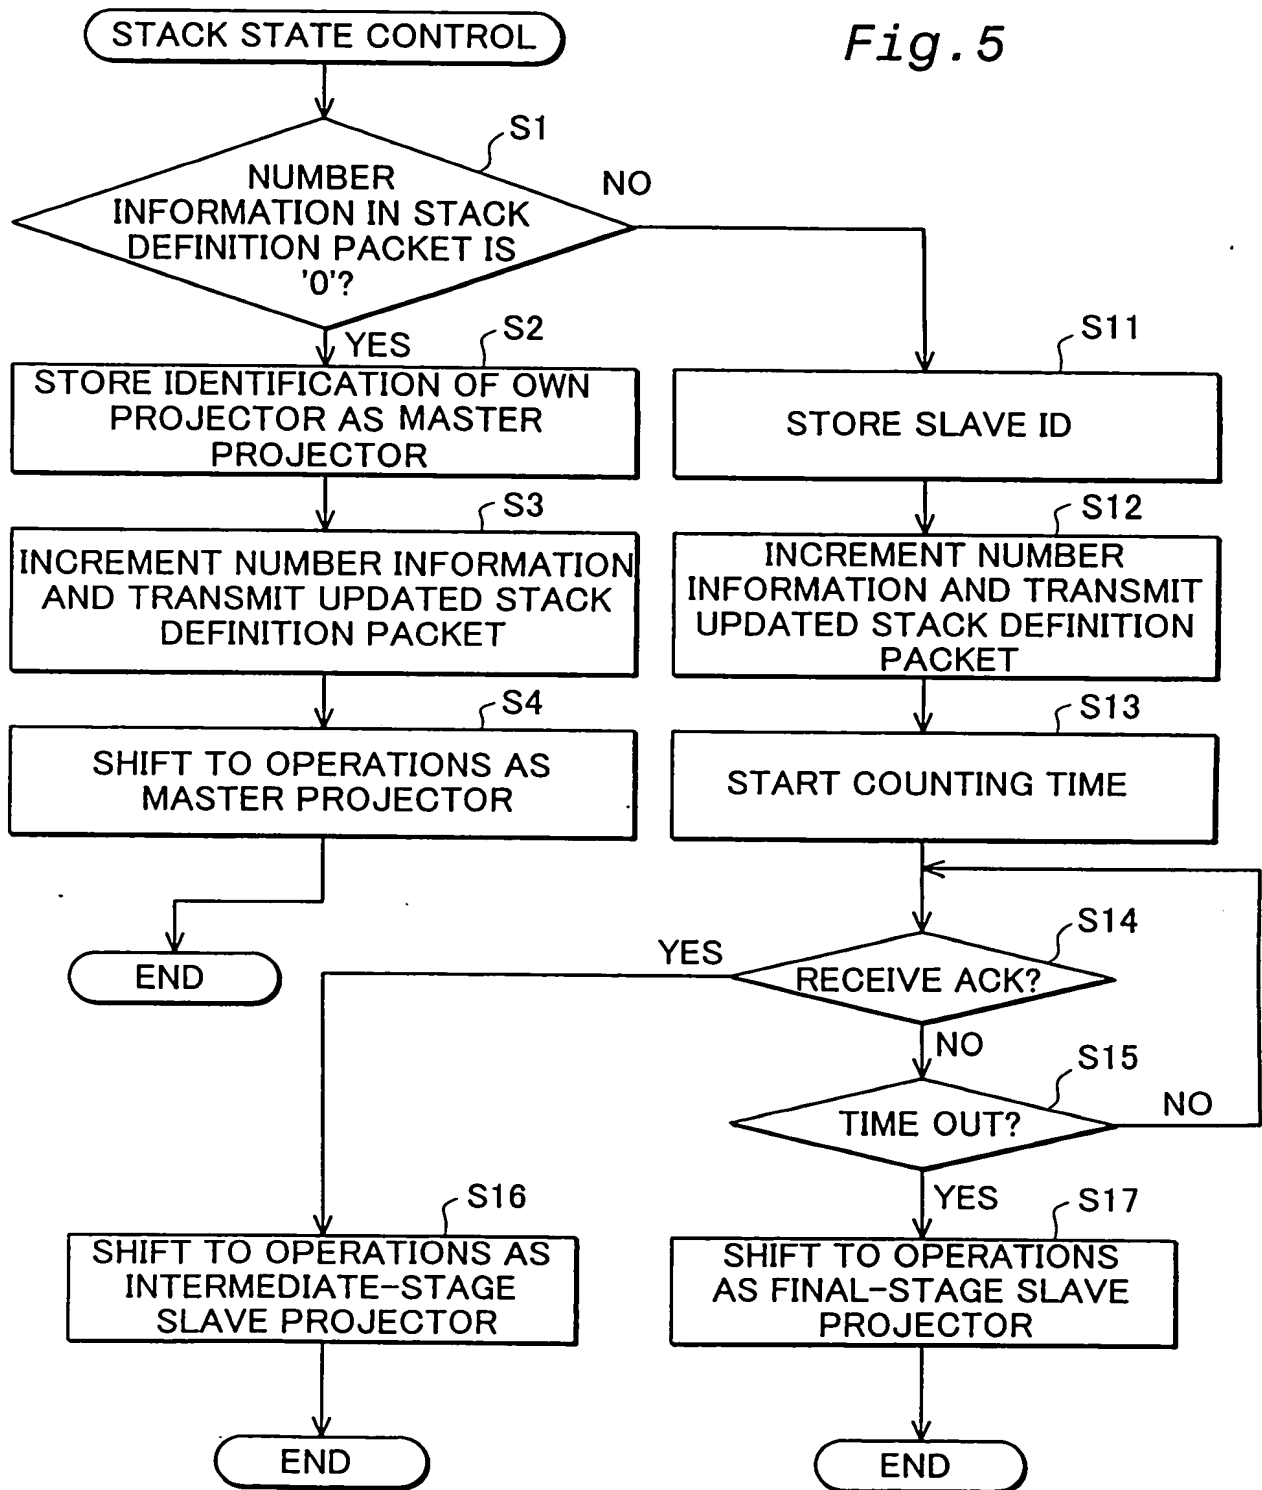 STACK STATE CONTROL
Fig.5
S1
NUMBER
INFORMATION IN STACK
DEFINITION PACKET IS
'0'?
NO
YES
S2
STORE IDENTIFICATION OF OWN
PROJECTOR AS MASTER
PROJECTOR
S3
INCREMENT NUMBER INFORMATION
AND TRANSMIT UPDATED STACK
DEFINITION PACKET
S4
SHIFT TO OPERATIONS AS
MASTER PROJECTOR
END
S11
STORE SLAVE ID
S12
INCREMENT NUMBER
INFORMATION AND TRANSMIT
UPDATED STACK DEFINITION
PACKET
S13
START COUNTING TIME
S14
RECEIVE ACK?
YES
NO
S15
TIME OUT?
NO
YES
S16
SHIFT TO OPERATIONS AS
INTERMEDIATE-STAGE
SLAVE PROJECTOR
END
S17
SHIFT TO OPERATIONS
AS FINAL-STAGE SLAVE
PROJECTOR
END